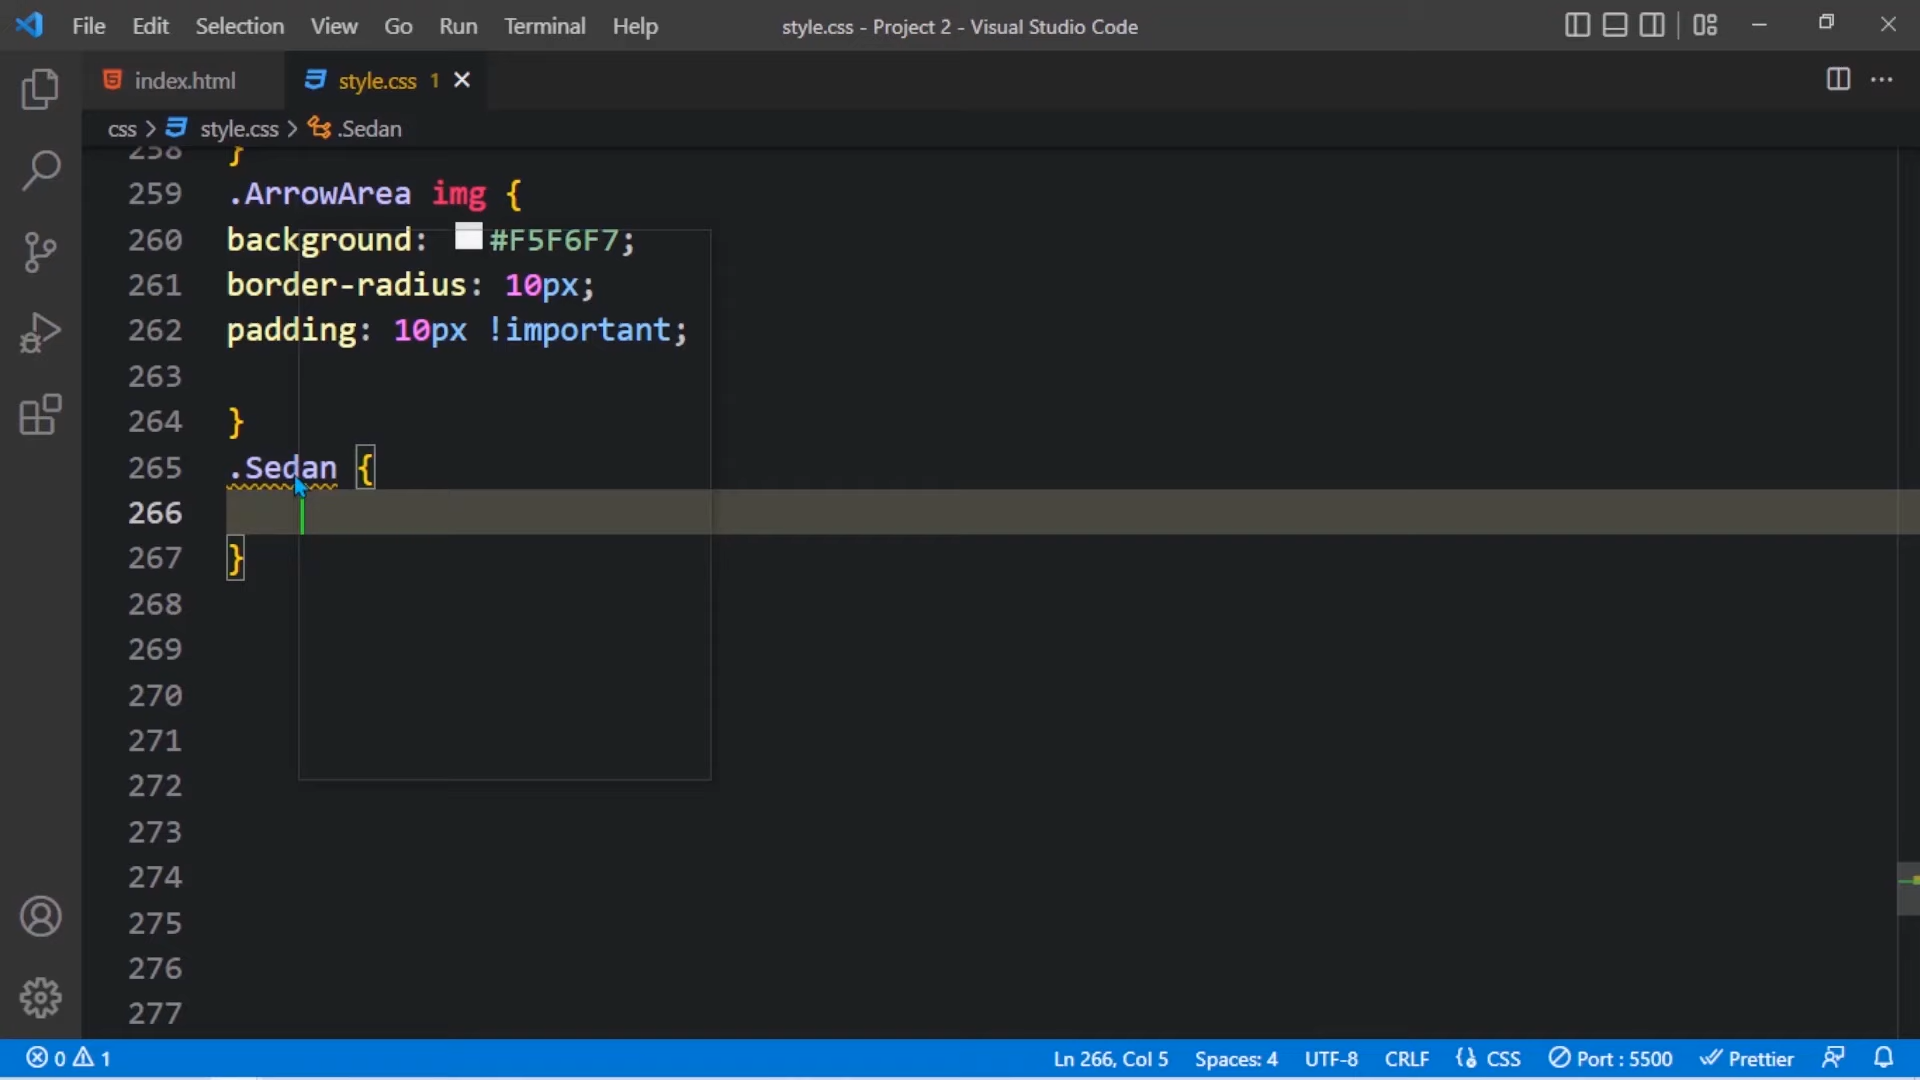 File Edit Selection View Go Run Terminal Help style.css - Project 2 - Visual Studio Code
index.html style.css 1
css > style.css > .Sedan
258 }
259 .ArrowArea img {
260 background: #F5F6F7;
261 border-radius: 10px;
262 padding: 10px !important;
263
264 }
265 .Sedan {
266
267 }
268
269
270
271
272
273
274
275
276
277
0 1 Ln 266, Col 5 Spaces: 4 UTF-8 CRLF CSS Port : 5500 Prettier